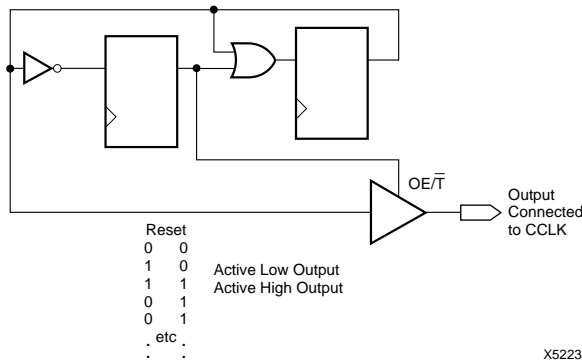 OE/T̅
Output
Connected
to CCLK
Reset
0 0
1 0 Active Low Output
1 1 Active High Output
0 1
0 1
. etc .
. .
X5223